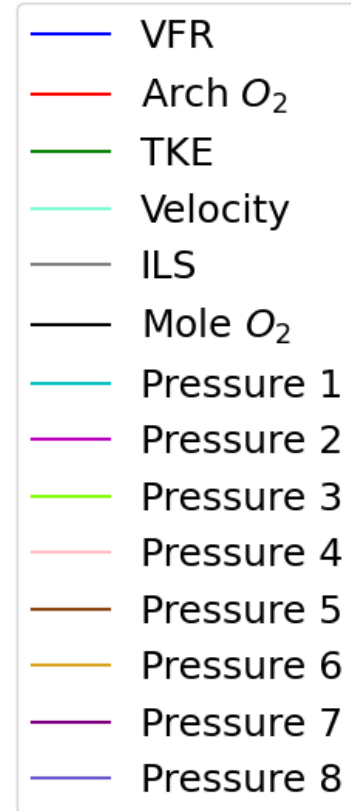 VFR
Arch O₂
TKE
Velocity
ILS
Mole O₂
Pressure 1
Pressure 2
Pressure 3
Pressure 4
Pressure 5
Pressure 6
Pressure 7
Pressure 8